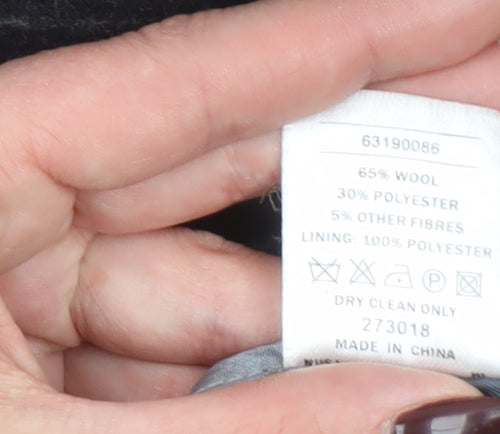 63190086
65% WOOL
30% POLYESTER
5% OTHER FIBRES
LINING: 100% POLYESTER
P
DRY CLEAN ONLY
273018
MADE IN CHINA